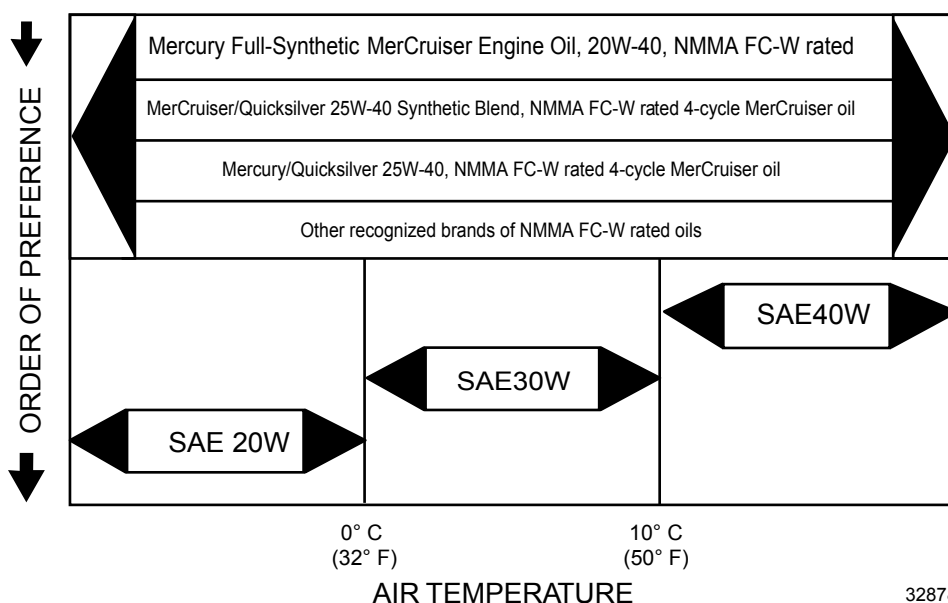 ORDER OF PREFERENCE
Mercury Full-Synthetic MerCruiser Engine Oil, 20W-40, NMMA FC-W rated
MerCruiser/Quicksilver 25W-40 Synthetic Blend, NMMA FC-W rated 4-cycle MerCruiser oil
Mercury/Quicksilver 25W-40, NMMA FC-W rated 4-cycle MerCruiser oil
Other recognized brands of NMMA FC-W rated oils
SAE40W
SAE30W
SAE 20W
0° C
(32° F)
10° C
(50° F)
AIR TEMPERATURE